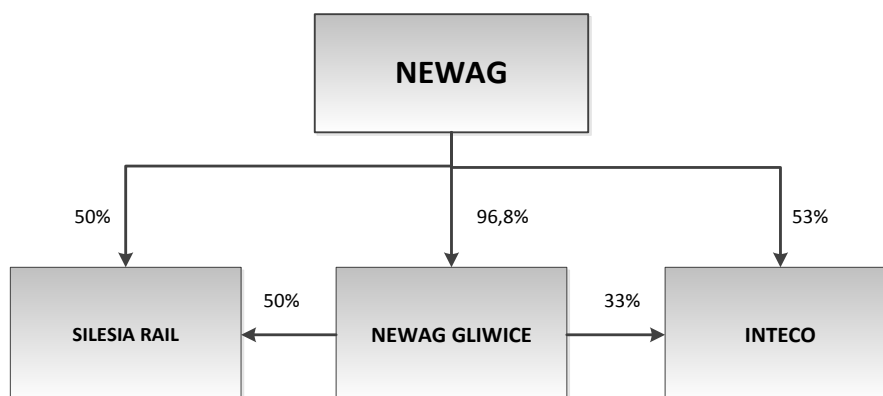 NEWAG
50%
96,8%
53%
50%
33%
SILESIA RAIL
NEWAG GLIWICE
INTECO